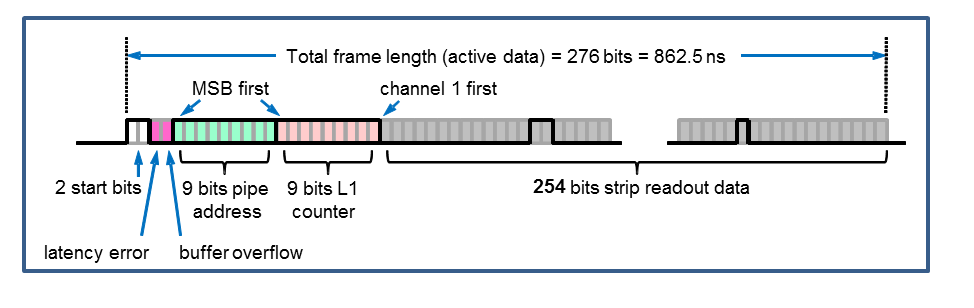 Total frame length (active data) = 276 bits = 862.5 ns
MSB first
channel 1 first
2 start bits
9 bits pipe
address
9 bits L1
counter
254 bits strip readout data
latency error
buffer overflow